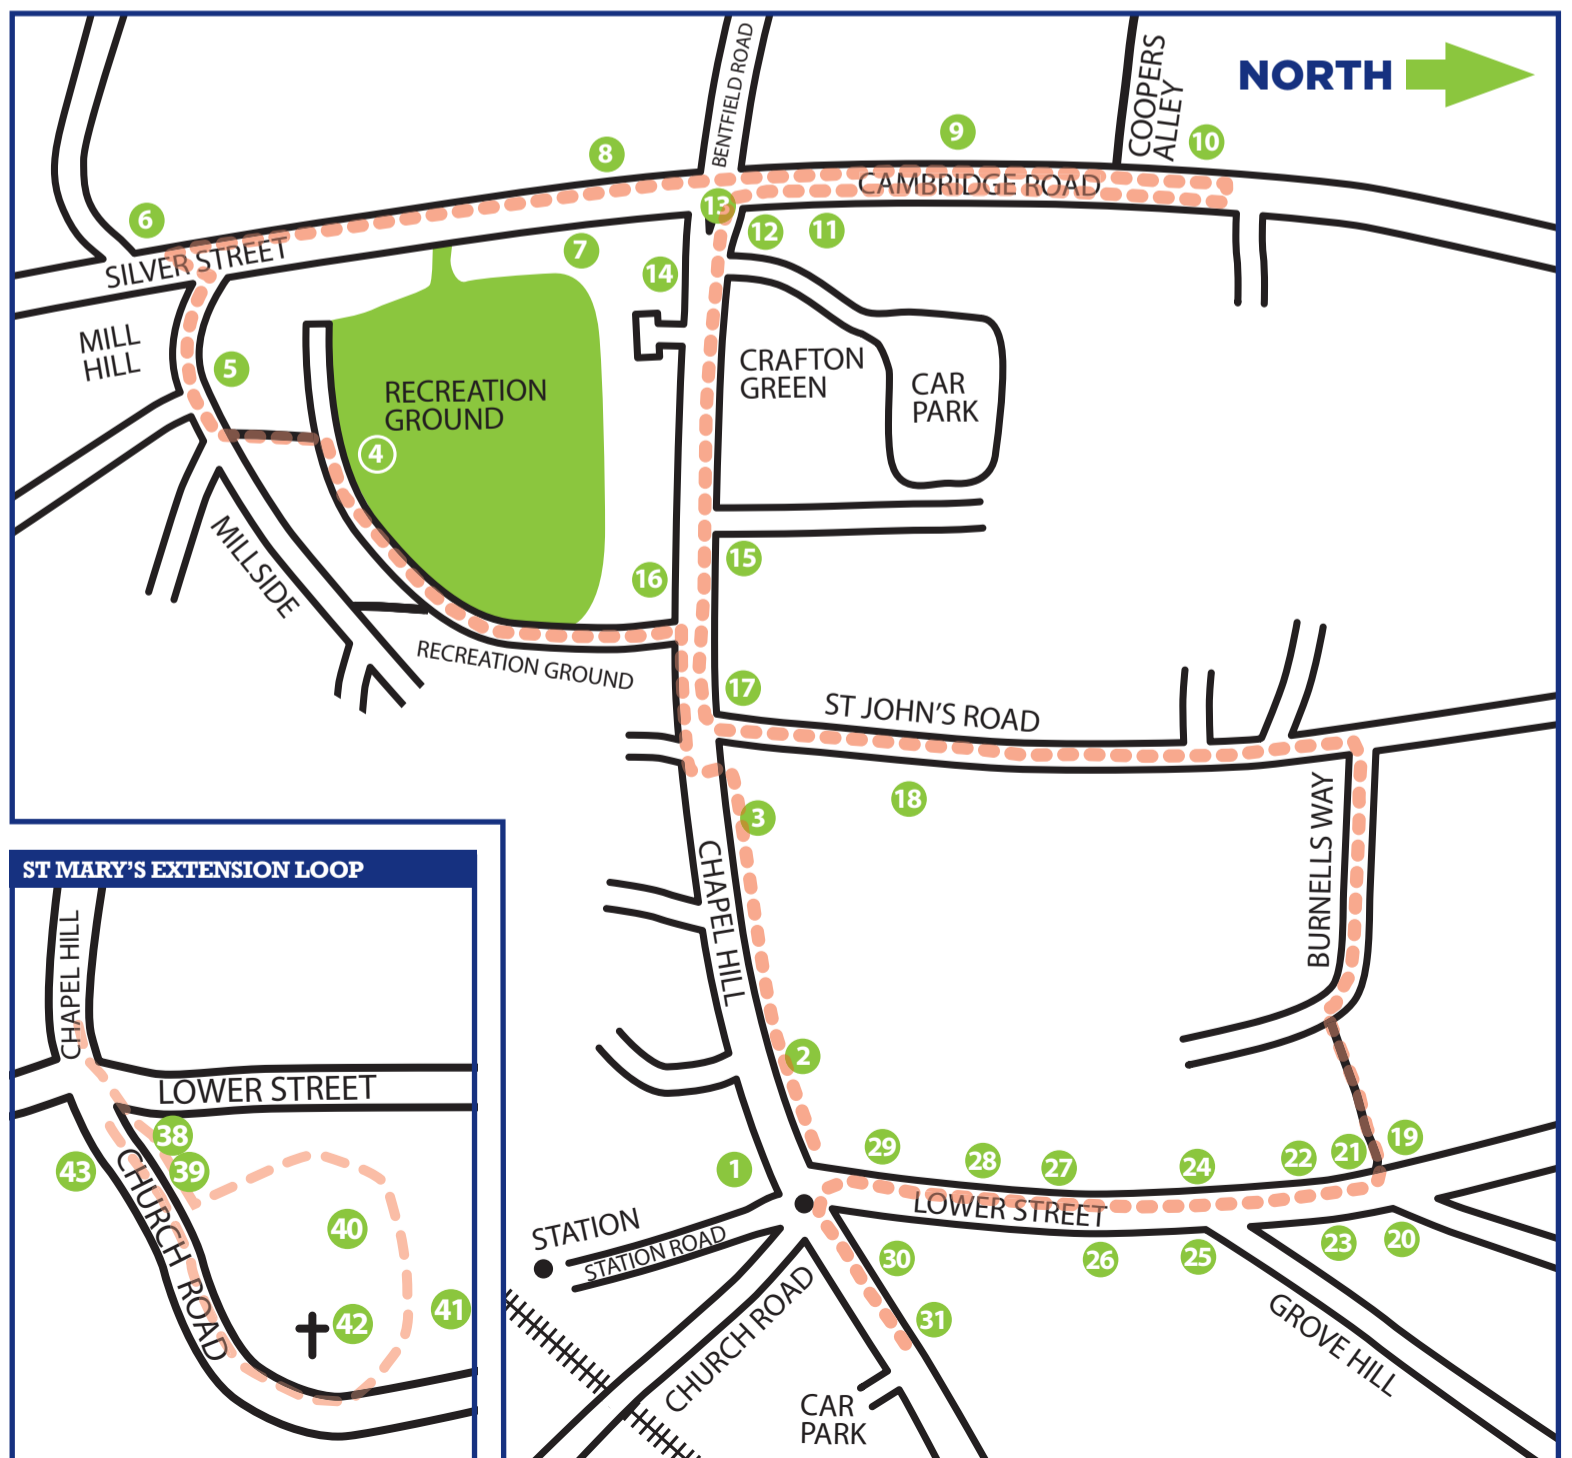 BENTFIELD ROAD
COOPERS
ALLEY
NORTH
9
10
8
CAMBRIDGE ROAD
6
13
12
11
7
SILVER STREET
14
MILL
HILL
5
RECREATION
GROUND
CRAFTON
GREEN
CAR
PARK
4
MILLSIDE
15
16
RECREATION GROUND
17
ST JOHN'S ROAD
18
3
BURNELLS WAY
CHAPEL HILL
2
1
29
28
27
24
22
21
19
LOWER STREET
STATION
STATION ROAD
30
26
25
23
20
31
CHURCH ROAD
GROVE HILL
CAR
PARK
ST MARY'S EXTENSION LOOP
CHAPEL HILL
LOWER STREET
38
39
43
CHURCH ROAD
40
41
42